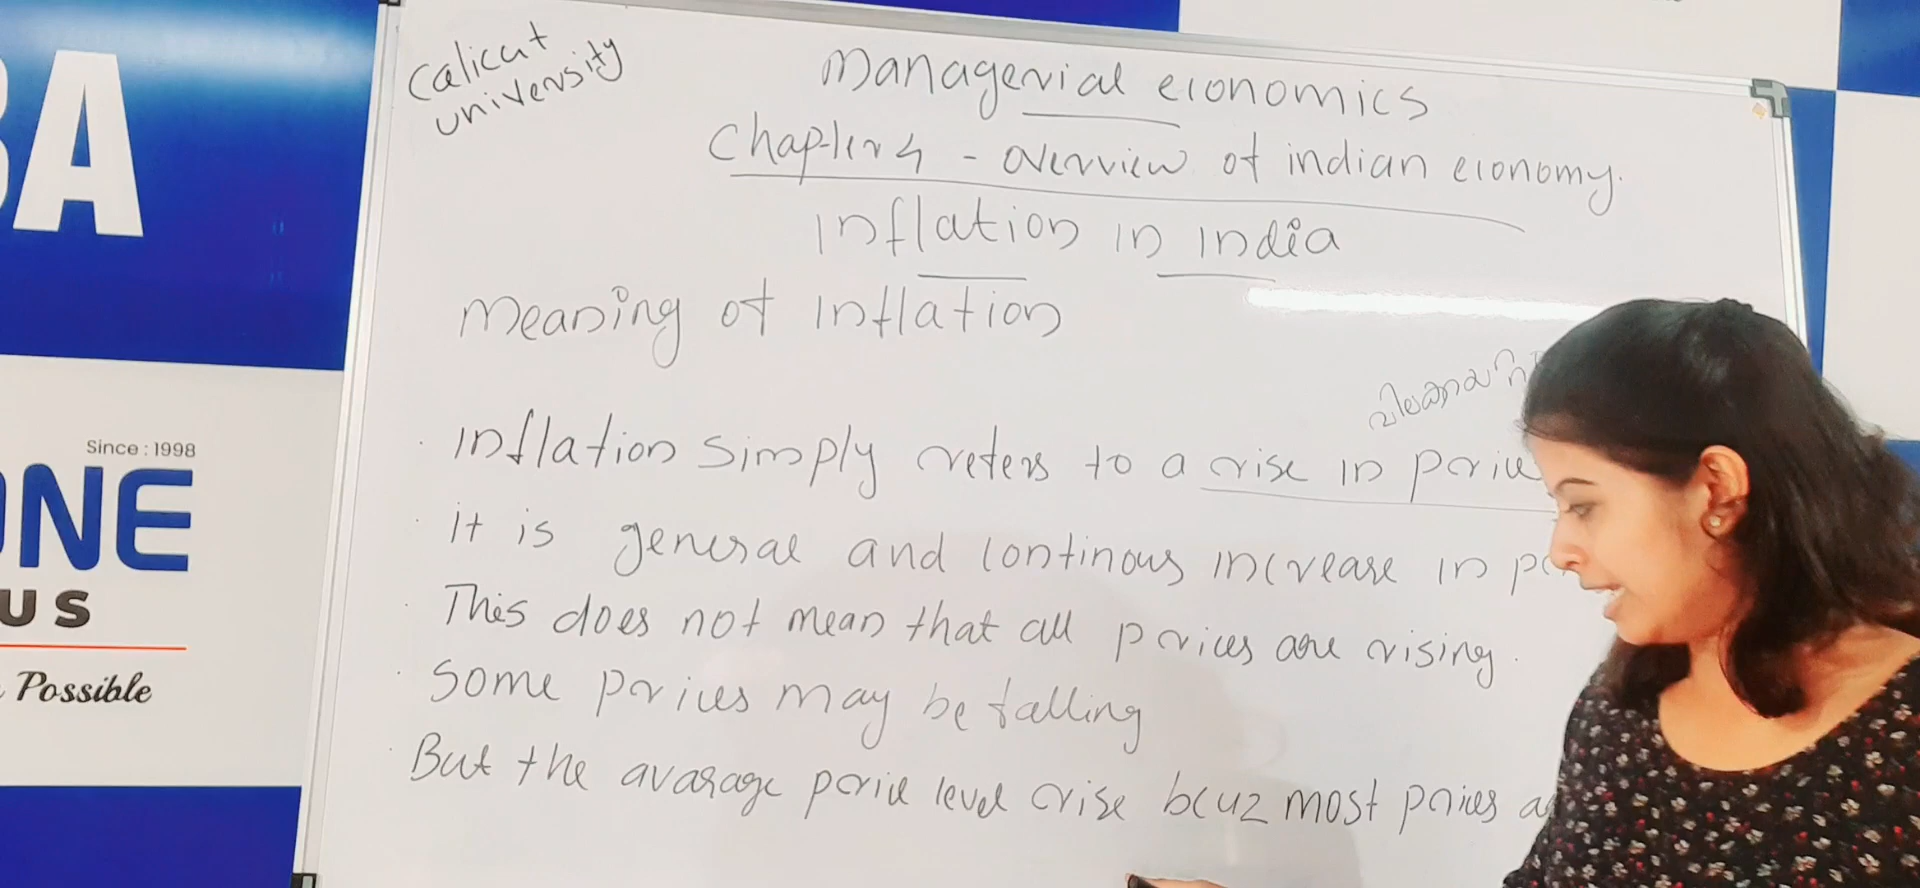 Calicut
university
Managerial economics
Chapter 4 - overview of indian economy.
Inflation in India
Meaning of Inflation
Inflation simply refers to a rise in price
it is general and continous increase in
This does not mean that all prices are rising.
Some prices may be falling
But the avarage price level rise bcuz most prices
BA
Since : 1998
ONE
US
Possible